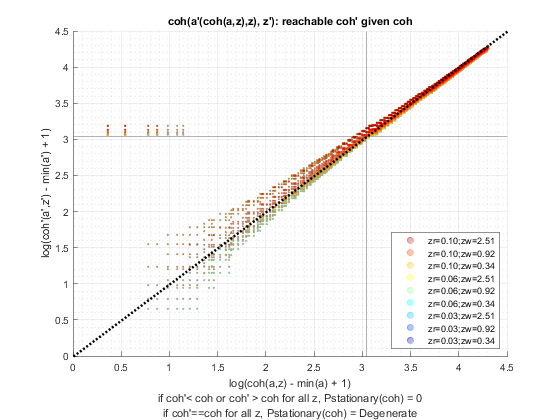 coh(a'(coh(a,z),z), z'): reachable coh' given coh
4.5
4
3.5
3
2.5
2
1.5
1
0.5
0
log(coh'(a',z') - min(a') + 1)
zr=0.10;zw=2.51
zr=0.10;zw=0.92
zr=0.10;zw=0.34
zr=0.06;zw=2.51
zr=0.06;zw=0.92
zr=0.06;zw=0.34
zr=0.03;zw=2.51
zr=0.03;zw=0.92
zr=0.03;zw=0.34
0 0.5 1 1.5 2 2.5 3 3.5 4 4.5
log(coh(a,z) - min(a) + 1)
if coh'< coh or coh' > coh for all z, Pstationary(coh) = 0
if coh'==coh for all z, Pstationary(coh) = Degenerate